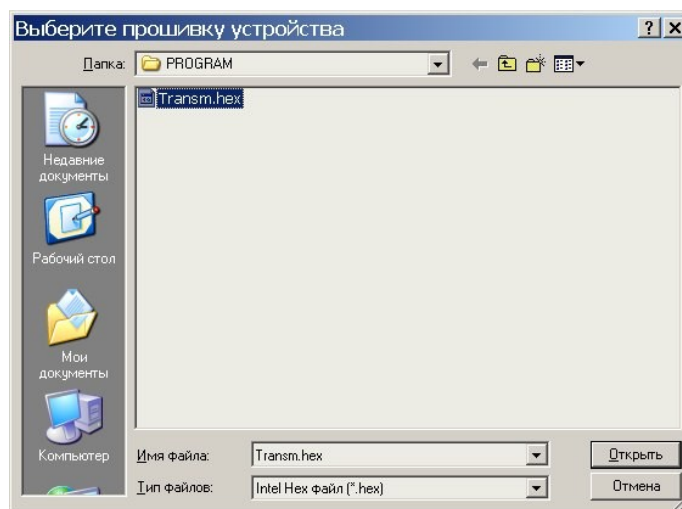 Выберите прошивку устройства
Папка: PROGRAM
Transm.hex
Недавние
документы
Рабочий стол
Мои
документы
Компьютер
Имя файла: Transm.hex Открыть
Тип файлов: Intel Hex файл (*.hex) Отмена